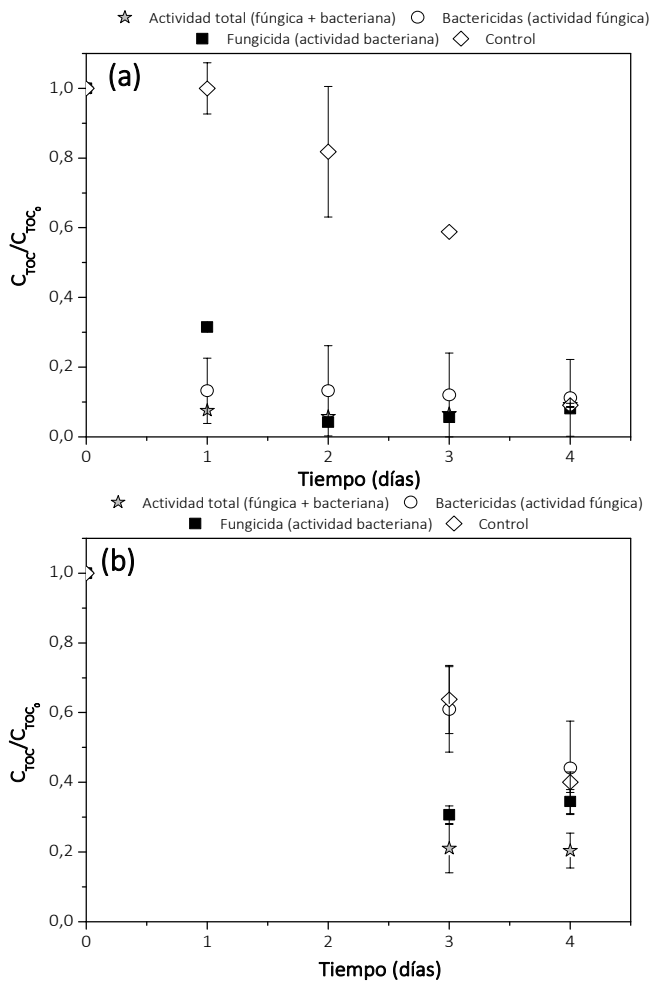 Actividad total (fúngica + bacteriana) Bactericidas (actividad fúngica)
Fungicida (actividad bacteriana) Control
(a)
1,0
0,8
0,6
0,4
0,2
0,0
C_TOC/C_TOC₀
0 1 2 3 4
Tiempo (días)
Actividad total (fúngica + bacteriana) Bactericidas (actividad fúngica)
Fungicida (actividad bacteriana) Control
(b)
1,0
0,8
0,6
0,4
0,2
0,0
C_TOC/C_TOC₀
0 1 2 3 4
Tiempo (días)